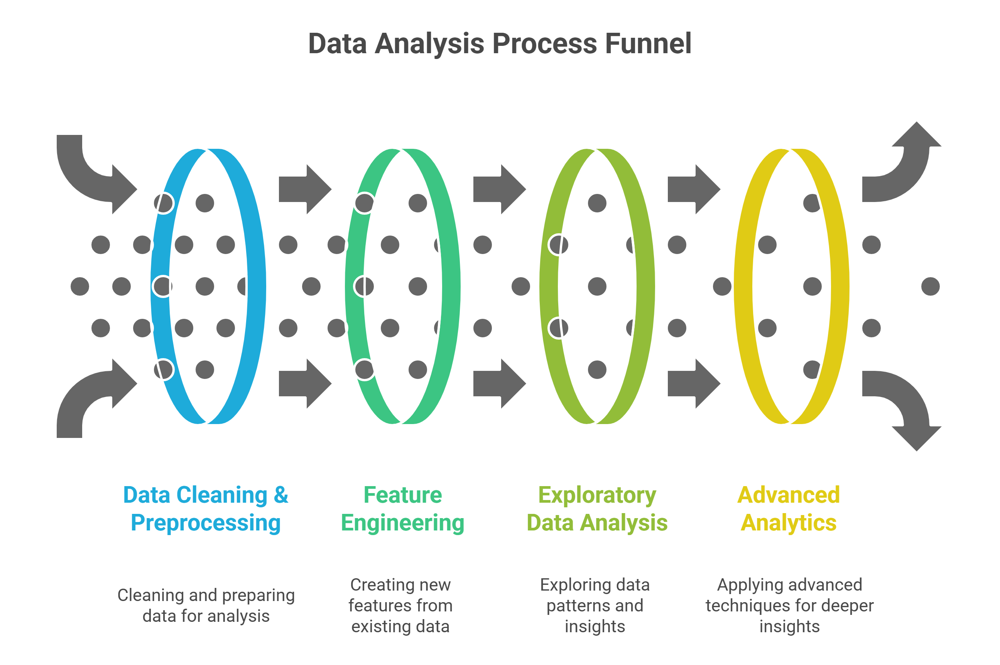 Data Analysis Process Funnel
Data Cleaning &
Preprocessing
Feature
Engineering
Exploratory
Data Analysis
Advanced
Analytics
Cleaning and preparing
data for analysis
Creating new
features from
existing data
Exploring data
patterns and
insights
Applying advanced
techniques for deeper
insights